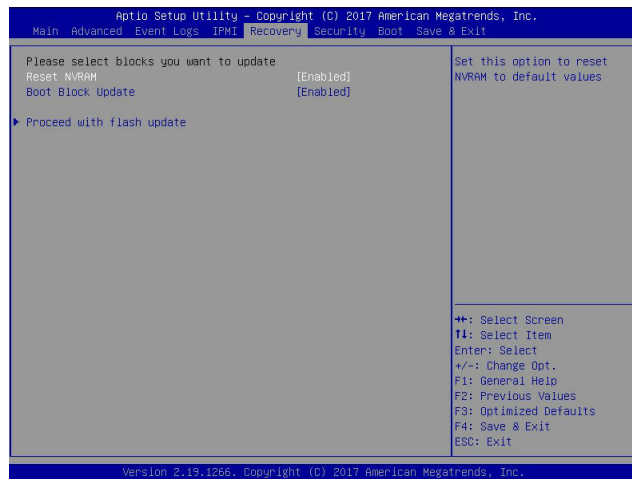 Aptio Setup Utility – Copyright (C) 2017 American Megatrends, Inc.
Main Advanced Event Logs IPMI Recovery Security Boot Save & Exit
Please select blocks you want to update
Reset NVRAM [Enabled]
Boot Block Update [Enabled]
Proceed with flash update
Set this option to reset
NVRAM to default values
→←: Select Screen
↑↓: Select Item
Enter: Select
+/-: Change Opt.
F1: General Help
F2: Previous Values
F3: Optimized Defaults
F4: Save & Exit
ESC: Exit
Version 2.19.1266. Copyright (C) 2017 American Megatrends, Inc.